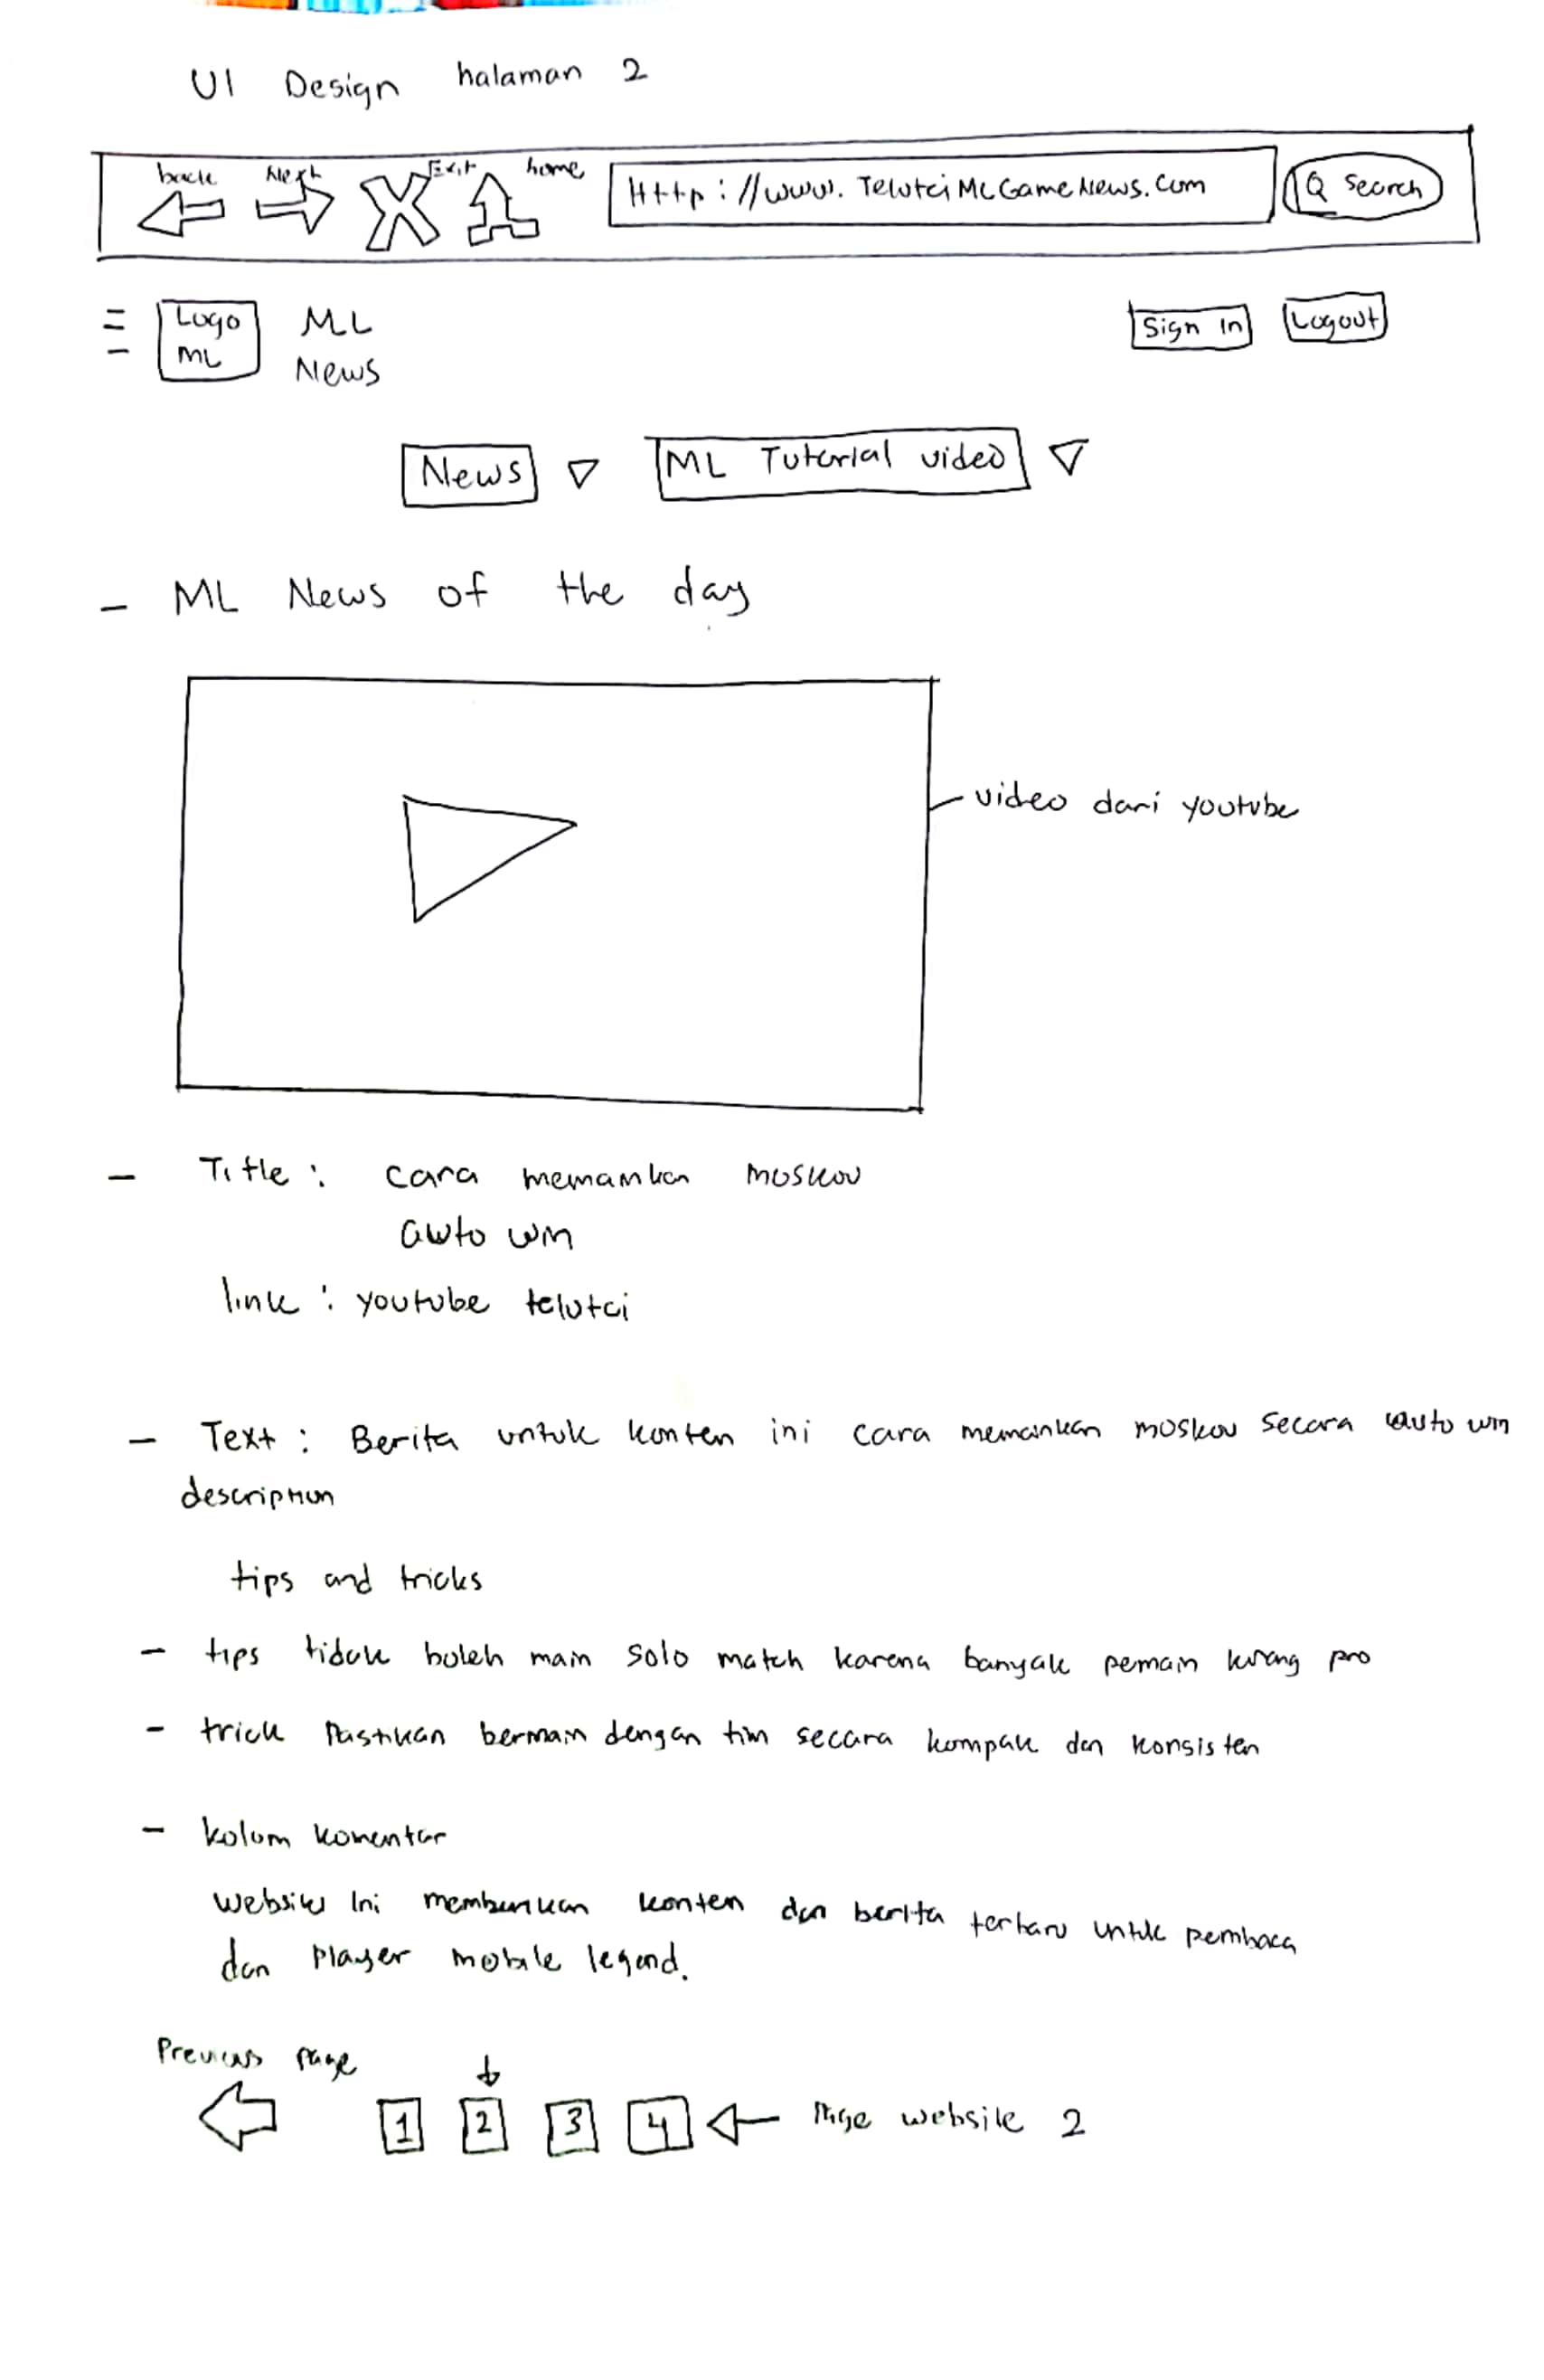 UI Design halaman 2
back Next Exit home
Http://www.TelutciMLGameNews.com
Search
Logo ML
ML News
Sign in Logout
News ML Tutorial video
- ML News of the day
video dari youtube
- Title : cara memainkan moskov
auto win
link : youtube telutci
- Text : Berita untuk konten ini cara memainkan moskov secara auto win
description
tips and tricks
- tips tidak boleh main solo match karena banyak pemain kurang pro
- trick Pastikan bermain dengan tim secara kompak dan konsisten
- kolom komentar
website ini memberikan konten dan berita terbaru untuk pembaca
dan Player mobile legend.
Previous page
1 2 3 4 Page website 2